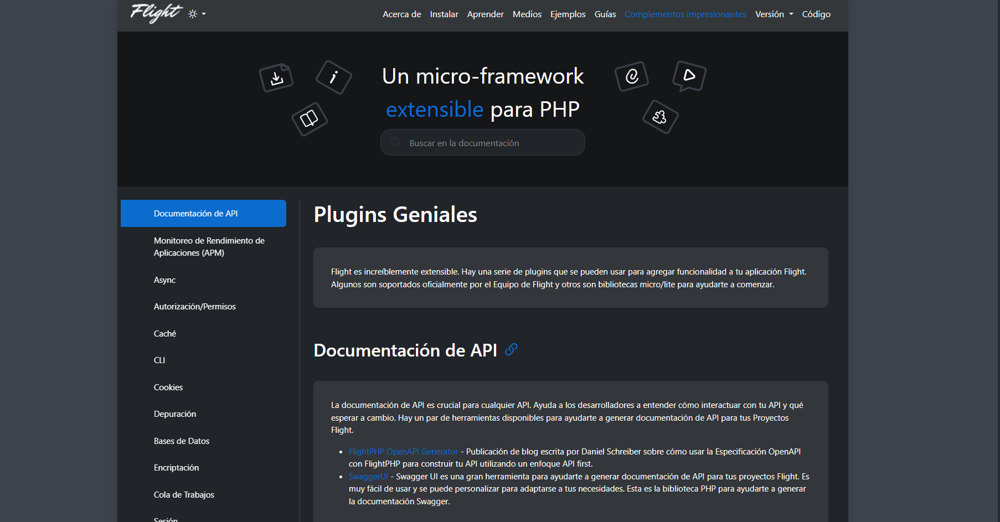 Flight
Acerca de Instalar Aprender Medios Ejemplos Guías Complementos impresionantes Versión Código
Un micro-framework
extensible para PHP
Buscar en la documentación
Documentación de API
Monitoreo de Rendimiento de
Aplicaciones (APM)
Async
Autorización/Permisos
Caché
CLI
Cookies
Depuración
Bases de Datos
Encriptación
Cola de Trabajos
Sesión
Plugins Geniales
Flight es increíblemente extensible. Hay una serie de plugins que se pueden usar para agregar funcionalidad a tu aplicación Flight.
Algunos son soportados oficialmente por el Equipo de Flight y otros son bibliotecas micro/lite para ayudarte a comenzar.
Documentación de API
La documentación de API es crucial para cualquier API. Ayuda a los desarrolladores a entender cómo interactuar con tu API y qué
esperar a cambio. Hay un par de herramientas disponibles para ayudarte a generar documentación de API para tus Proyectos
Flight.
• FlightPHP OpenAPI Generator - Publicación de blog escrita por Daniel Schreiber sobre cómo usar la Especificación OpenAPI
con FlightPHP para construir tu API utilizando un enfoque API first.
• SwaggerUI - Swagger UI es una gran herramienta para ayudarte a generar documentación de API para tus proyectos Flight. Es
muy fácil de usar y se puede personalizar para adaptarse a tus necesidades. Esta es la biblioteca PHP para ayudarte a generar
la documentación Swagger.